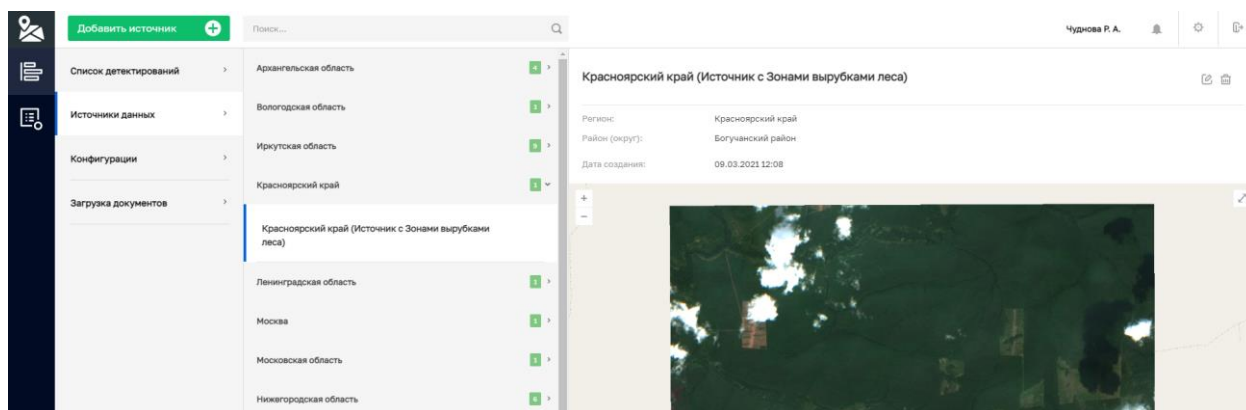 Добавить источник
Поиск...
Чуднова Р. А.
Список детектирований
Источники данных
Конфигурации
Загрузка документов
Архангельская область 4
Вологодская область 1
Иркутская область 9
Красноярский край 1
Красноярский край (Источник с Зонами вырубками
леса)
Ленинградская область 1
Москва 1
Московская область 1
Нижегородская область 6
Красноярский край (Источник с Зонами вырубками леса)
Регион: Красноярский край
Район (округ): Богучанский район
Дата создания: 09.03.2021 12:08